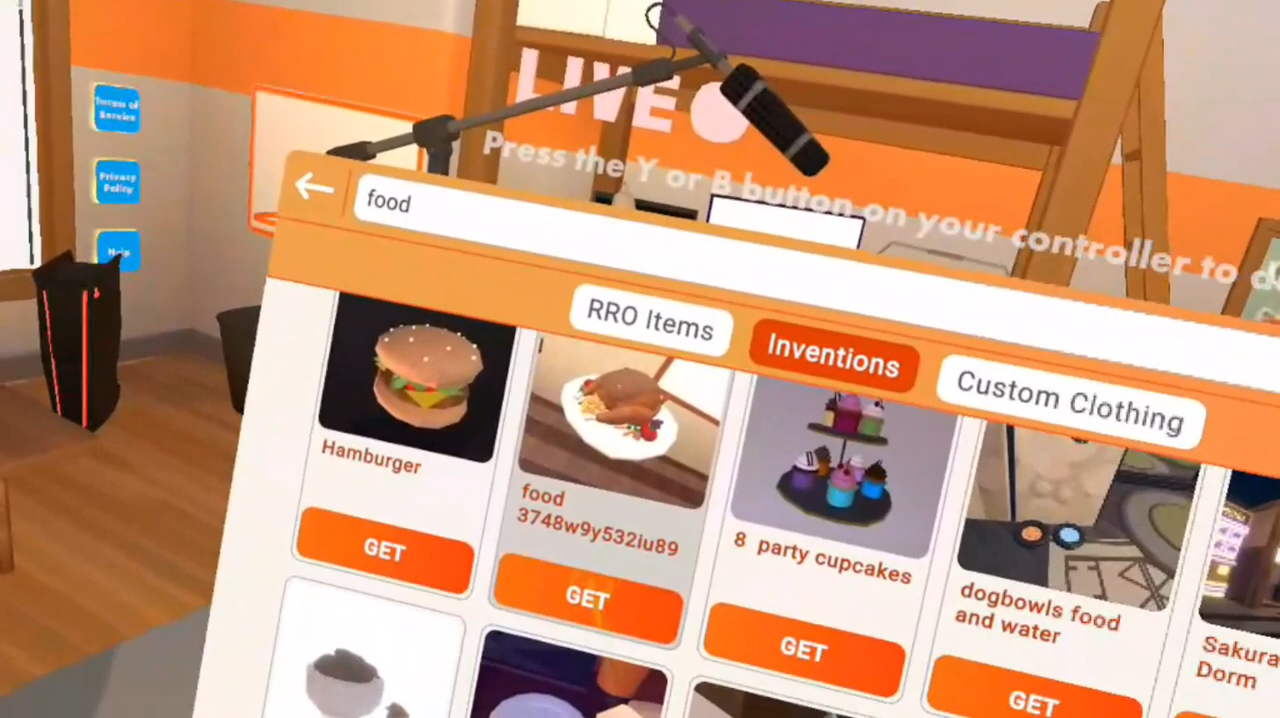 Terms of
Service
Privacy
Policy
Help
LIVE
Press the Y or B button on your controller to
food
RRO Items
Inventions
Custom Clothing
Hamburger
GET
food
3748w9y532iu89
GET
8 party cupcakes
GET
dogbowls food
and water
GET
Sakura
Dorm